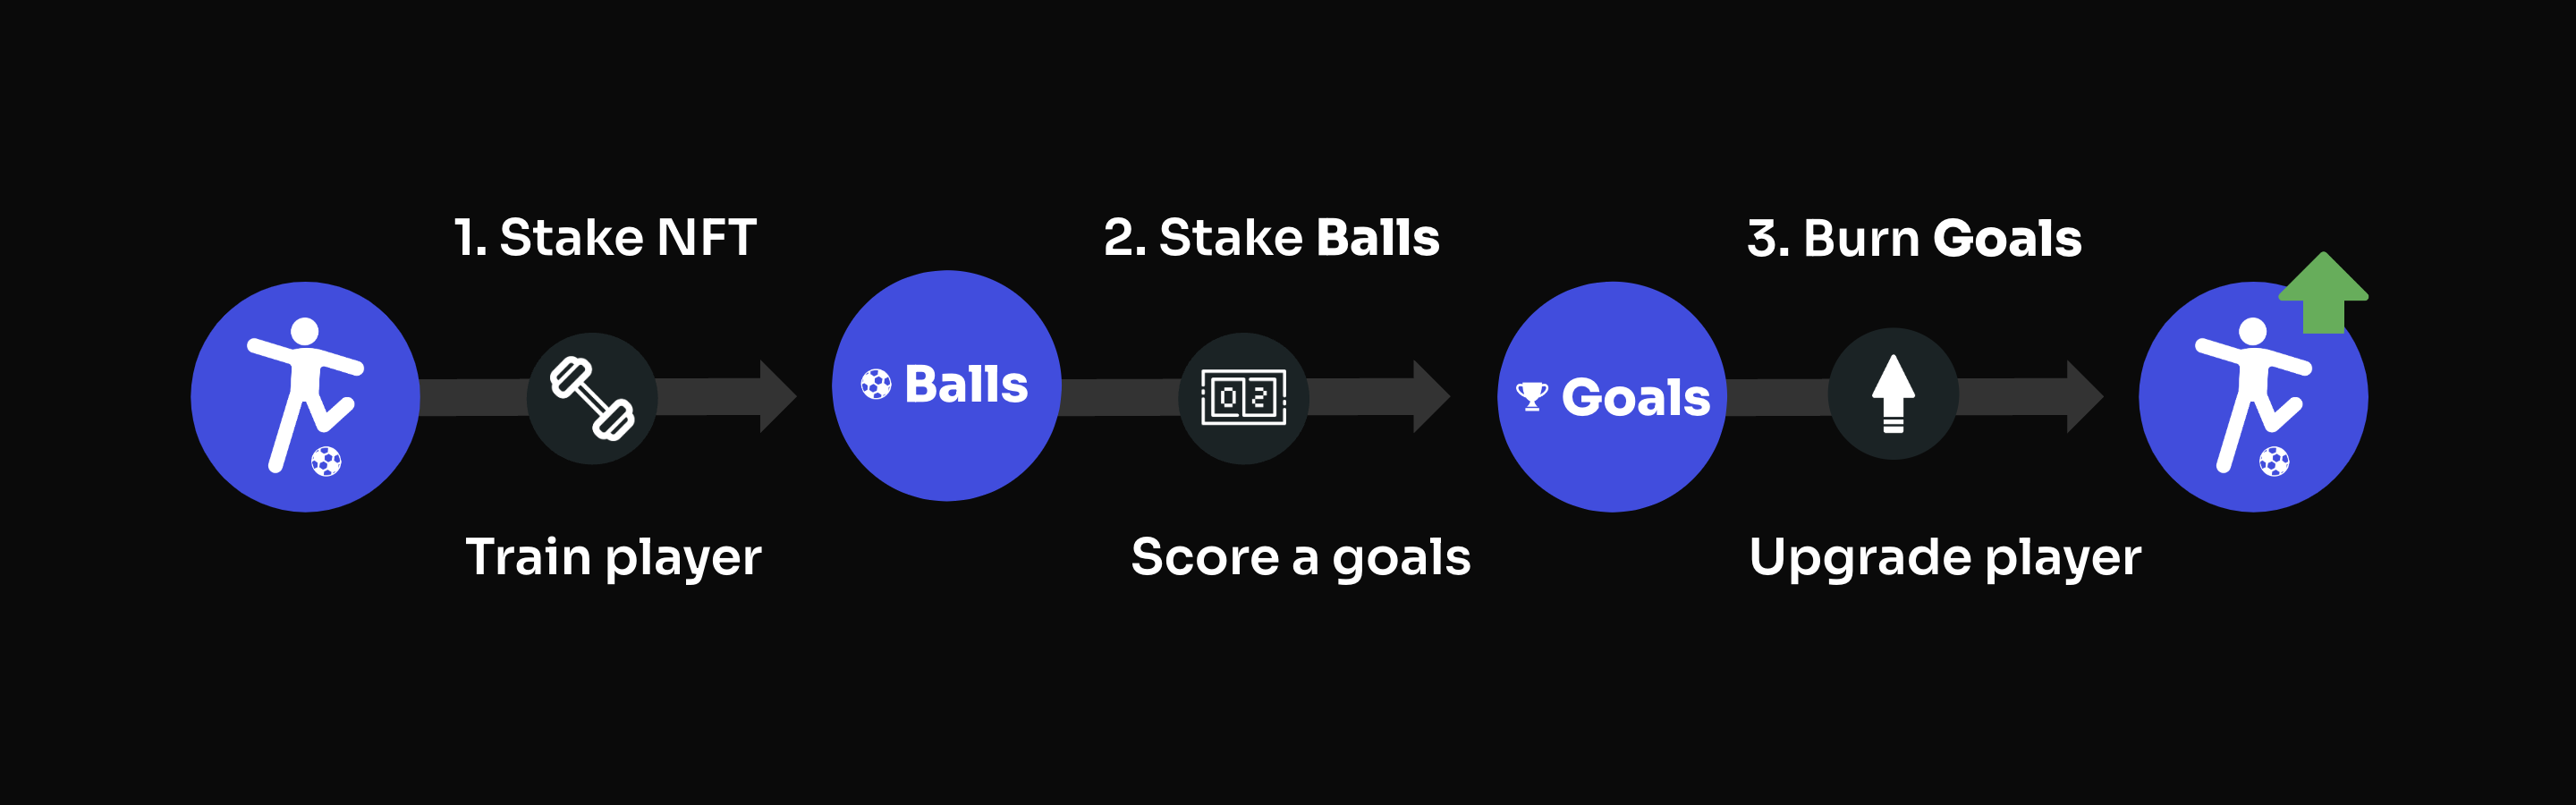 1. Stake NFT
2. Stake Balls
3. Burn Goals
Balls
02
Goals
Train player
Score a goals
Upgrade player